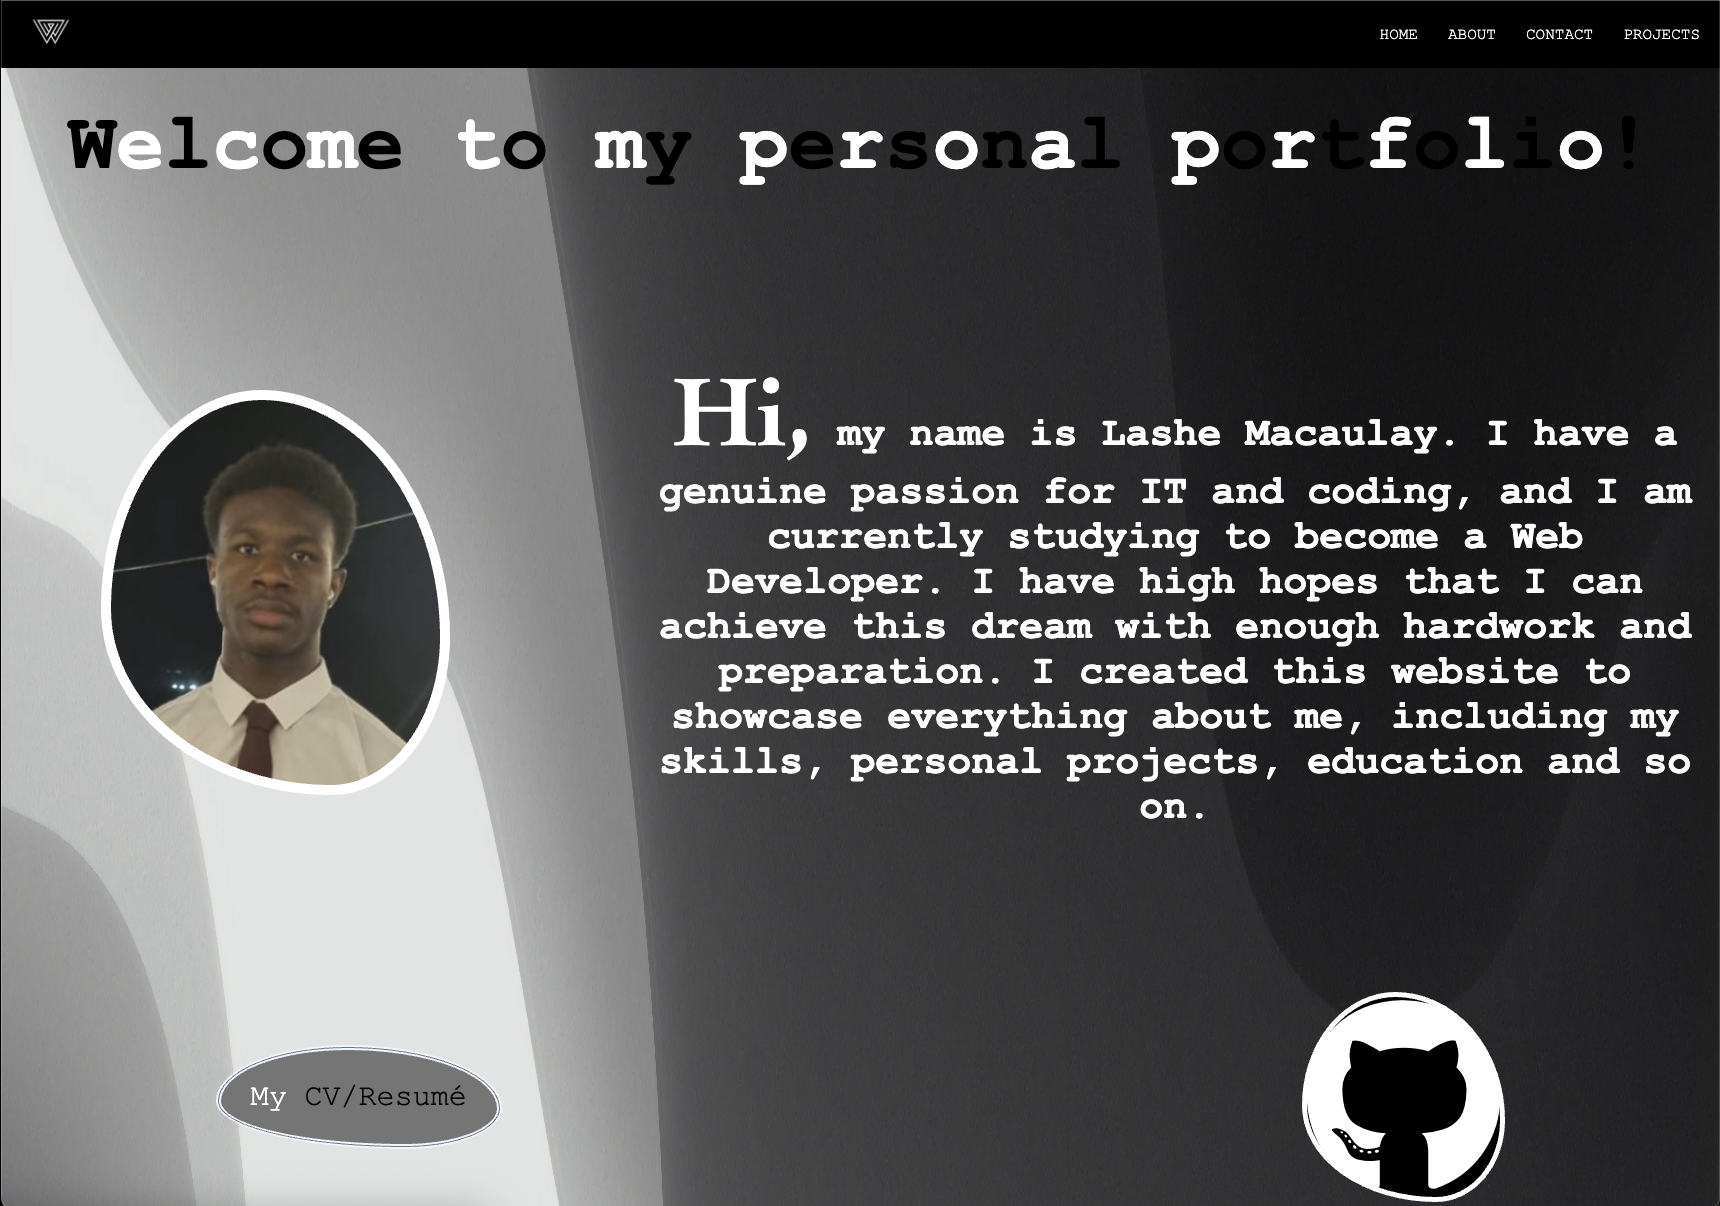 HOME ABOUT CONTACT PROJECTS
Welcome to my personal portfolio!
Hi, my name is Lashe Macaulay. I have a
genuine passion for IT and coding, and I am
currently studying to become a Web
Developer. I have high hopes that I can
achieve this dream with enough hardwork and
preparation. I created this website to
showcase everything about me, including my
skills, personal projects, education and so
on.
My CV/Resumé